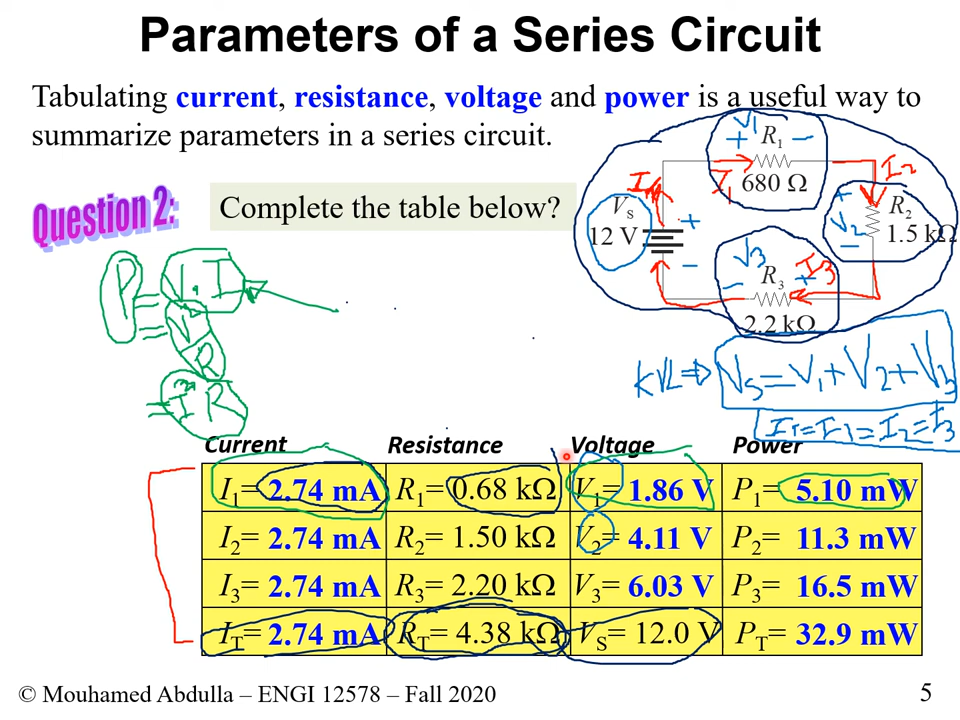 Parameters of a Series Circuit
Tabulating current, resistance, voltage and power is a useful way to
summarize parameters in a series circuit.
Question 2:
Complete the table below?
V1
+ R1 −
680 Ω
I1
I2
VS
12 V
+
−
R2
1.5 kΩ
+
V2
−
V3
− R3 +
I3
2.2 kΩ
P = V.I
= V²/R
= I²R
KVL ⇒ VS = V1 + V2 + V3
IT = I1 = I2 = I3
Current Resistance Voltage Power
I1= 2.74 mA R1= 0.68 kΩ V1= 1.86 V P1= 5.10 mW
I2= 2.74 mA R2= 1.50 kΩ V2= 4.11 V P2= 11.3 mW
I3= 2.74 mA R3= 2.20 kΩ V3= 6.03 V P3= 16.5 mW
IT= 2.74 mA RT= 4.38 kΩ VS= 12.0 V PT= 32.9 mW
© Mouhamed Abdulla – ENGI 12578 – Fall 2020 5